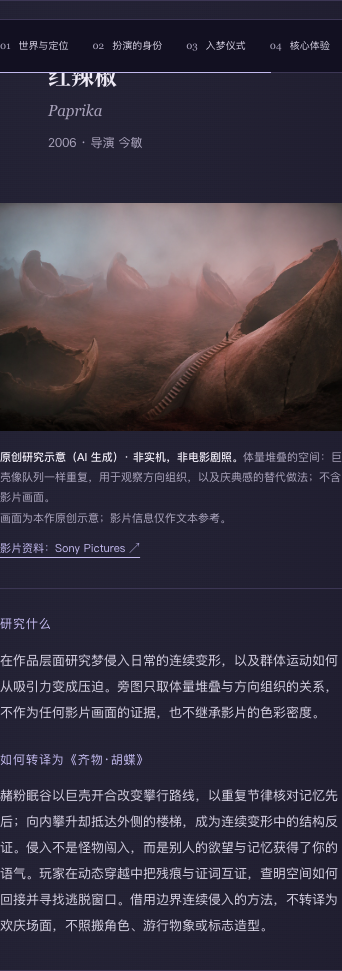 01 世界与定位 02 扮演的身份 03 入梦仪式 04 核心体验
红辣椒
Paprika
2006 · 导演 今敏
原创研究示意（AI 生成）· 非实机，非电影剧照。体量堆叠的空间：巨
壳像队列一样重复，用于观察方向组织，以及庆典感的替代做法；不含
影片画面。
画面为本作原创示意；影片信息仅作文本参考。
影片资料：Sony Pictures ↗
研究什么
在作品层面研究梦侵入日常的连续变形，以及群体运动如何
从吸引力变成压迫。旁图只取体量堆叠与方向组织的关系，
不作为任何影片画面的证据，也不继承影片的色彩密度。
如何转译为《齐物·胡蝶》
赭粉眠谷以巨壳开合改变攀行路线，以重复节律核对记忆先
后；向内攀升却抵达外侧的楼梯，成为连续变形中的结构反
证。侵入不是怪物闯入，而是别人的欲望与记忆获得了你的
语气。玩家在动态穿越中把残痕与证词互证，查明空间如何
回接并寻找逃脱窗口。借用边界连续侵入的方法，不转译为
欢庆场面，不照搬角色、游行物象或标志造型。